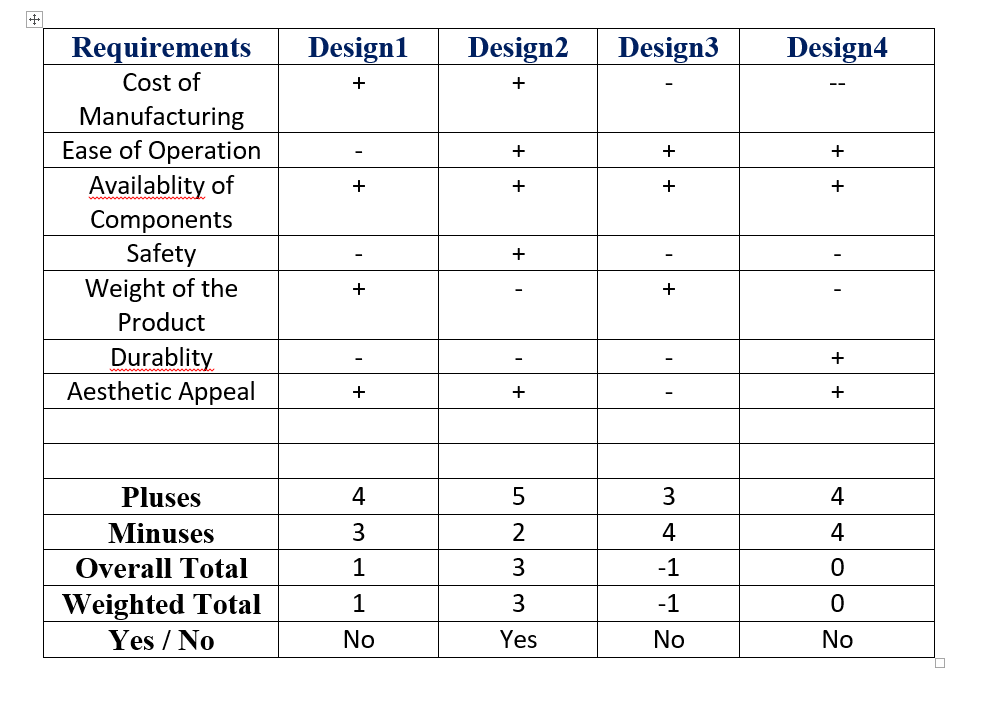 Requirements Design1 Design2 Design3 Design4
Cost of Manufacturing + + - --
Ease of Operation - + + +
Availablity of Components + + + +
Safety - + - -
Weight of the Product + - + -
Durablity - - - +
Aesthetic Appeal + + - +
Pluses 4 5 3 4
Minuses 3 2 4 4
Overall Total 1 3 -1 0
Weighted Total 1 3 -1 0
Yes / No No Yes No No